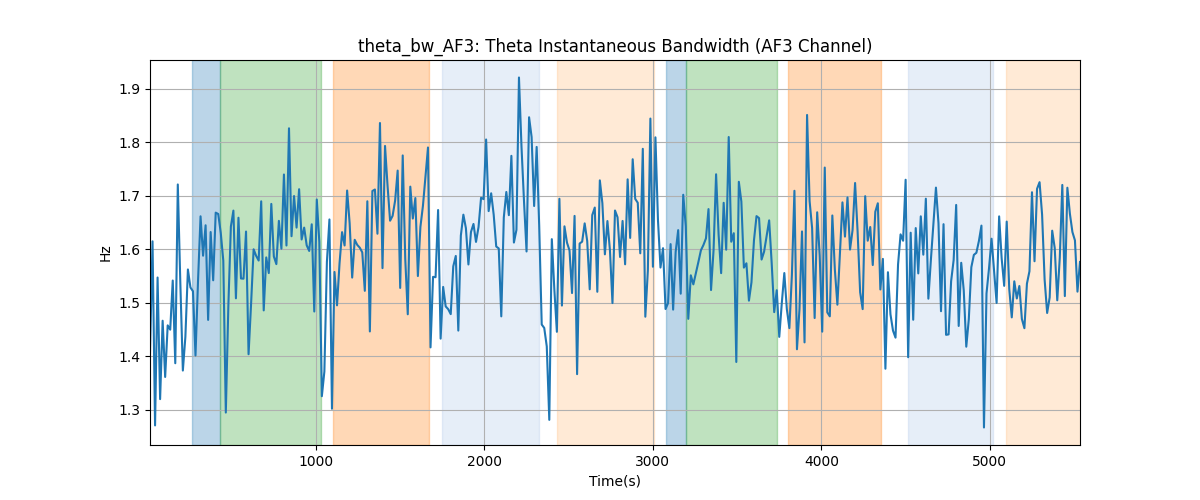 theta_bw_AF3: Theta Instantaneous Bandwidth (AF3 Channel)
Hz
1.9
1.8
1.7
1.6
1.5
1.4
1.3
1000 2000 3000 4000 5000
Time(s)